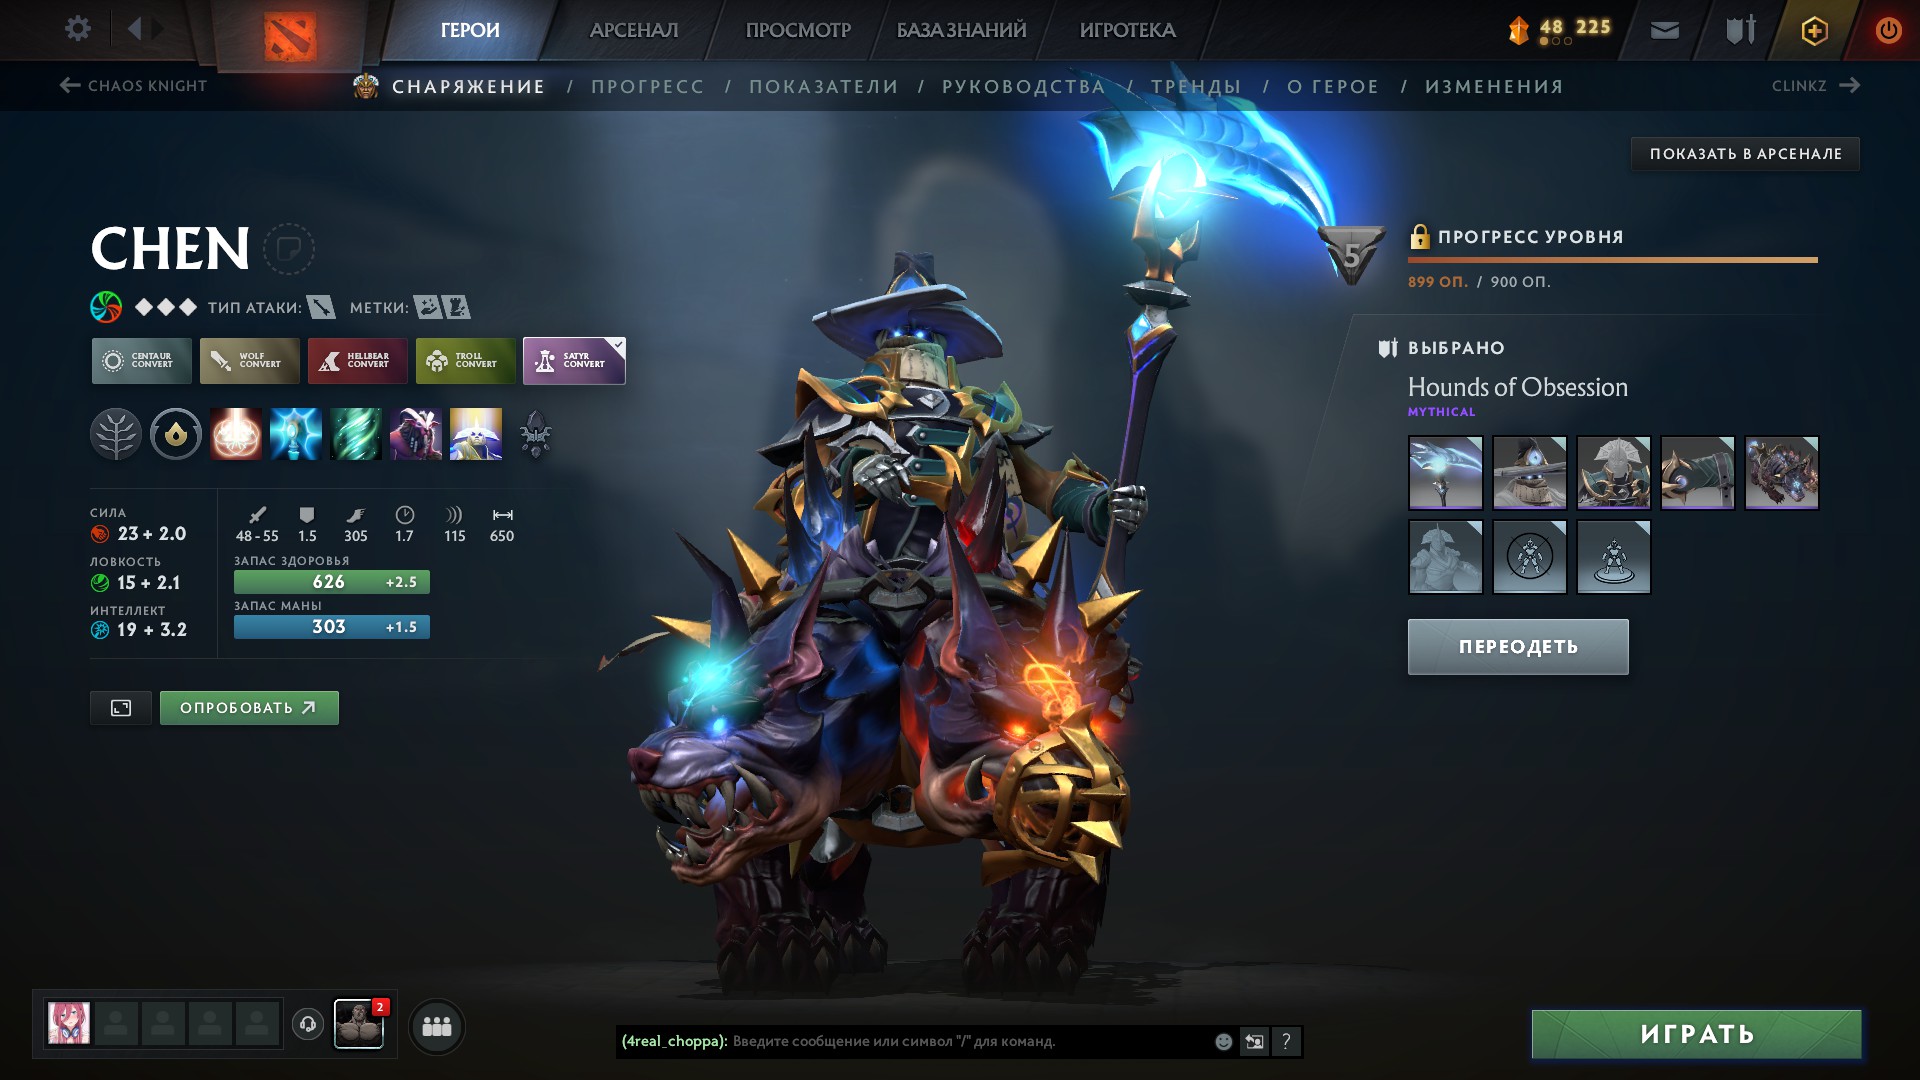 ГЕРОИ
АРСЕНАЛ
ПРОСМОТР
БАЗА ЗНАНИЙ
ИГРОТЕКА
48 225
CHAOS KNIGHT
СНАРЯЖЕНИЕ / ПРОГРЕСС / ПОКАЗАТЕЛИ / РУКОВОДСТВА / ТРЕНДЫ / О ГЕРОЕ / ИЗМЕНЕНИЯ
CLINKZ
ПОКАЗАТЬ В АРСЕНАЛЕ
CHEN
ТИП АТАКИ: МЕТКИ:
CENTAUR CONVERT
WOLF CONVERT
HELLBEAR CONVERT
TROLL CONVERT
SATYR CONVERT
СИЛА
23 + 2.0
ЛОВКОСТЬ
15 + 2.1
ИНТЕЛЛЕКТ
19 + 3.2
48 - 55 1.5 305 1.7 115 650
ЗАПАС ЗДОРОВЬЯ
626 +2.5
ЗАПАС МАНЫ
303 +1.5
ОПРОБОВАТЬ
5
ПРОГРЕСС УРОВНЯ
899 ОП. / 900 ОП.
ВЫБРАНО
Hounds of Obsession
MYTHICAL
ПЕРЕОДЕТЬ
2
(4real_choppa): Введите сообщение или символ "/" для команд.
?
ИГРАТЬ